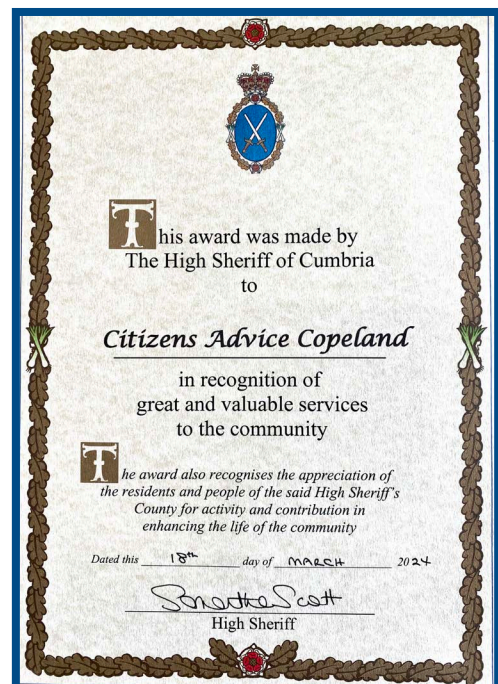 This award was made by
The High Sheriff of Cumbria
to
Citizens Advice Copeland
in recognition of
great and valuable services
to the community
The award also recognises the appreciation of
the residents and people of the said High Sheriff's
County for activity and contribution in
enhancing the life of the community
Dated this 18th day of MARCH 2024
Scott
High Sheriff